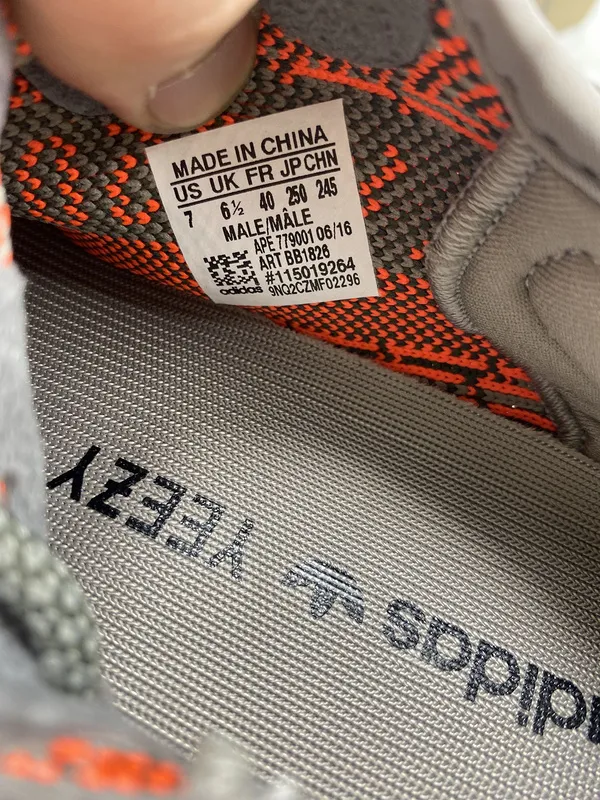 MADE IN CHINA
US UK FR JP CHN
7 6½ 40 250 245
MALE/MÂLE
APE 779001 06/16
ART BB1826
#115019264
adidas 9NQ2CZMF02296
YEEZY
adidas